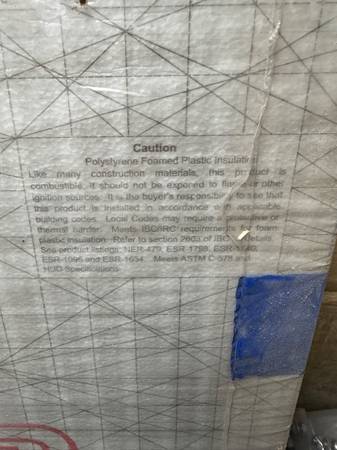 Caution
Polystyrene Foamed Plastic Insulation
Like many construction materials, this product is
combustible. It should not be exposed to flame or other
ignition sources. It is the buyer's responsibility to see that
this product is installed in accordance with applicable
building codes. Local Codes may require a protective or
thermal barrier. Meets IBC/IRC requirements for foam
plastic insulation. Refer to section 2603 of IBC for details.
See product listings: NER-479, ESR-1788,
ESR-1096 and ESR-1634. Meets ASTM C-578 and
HUD Specifications